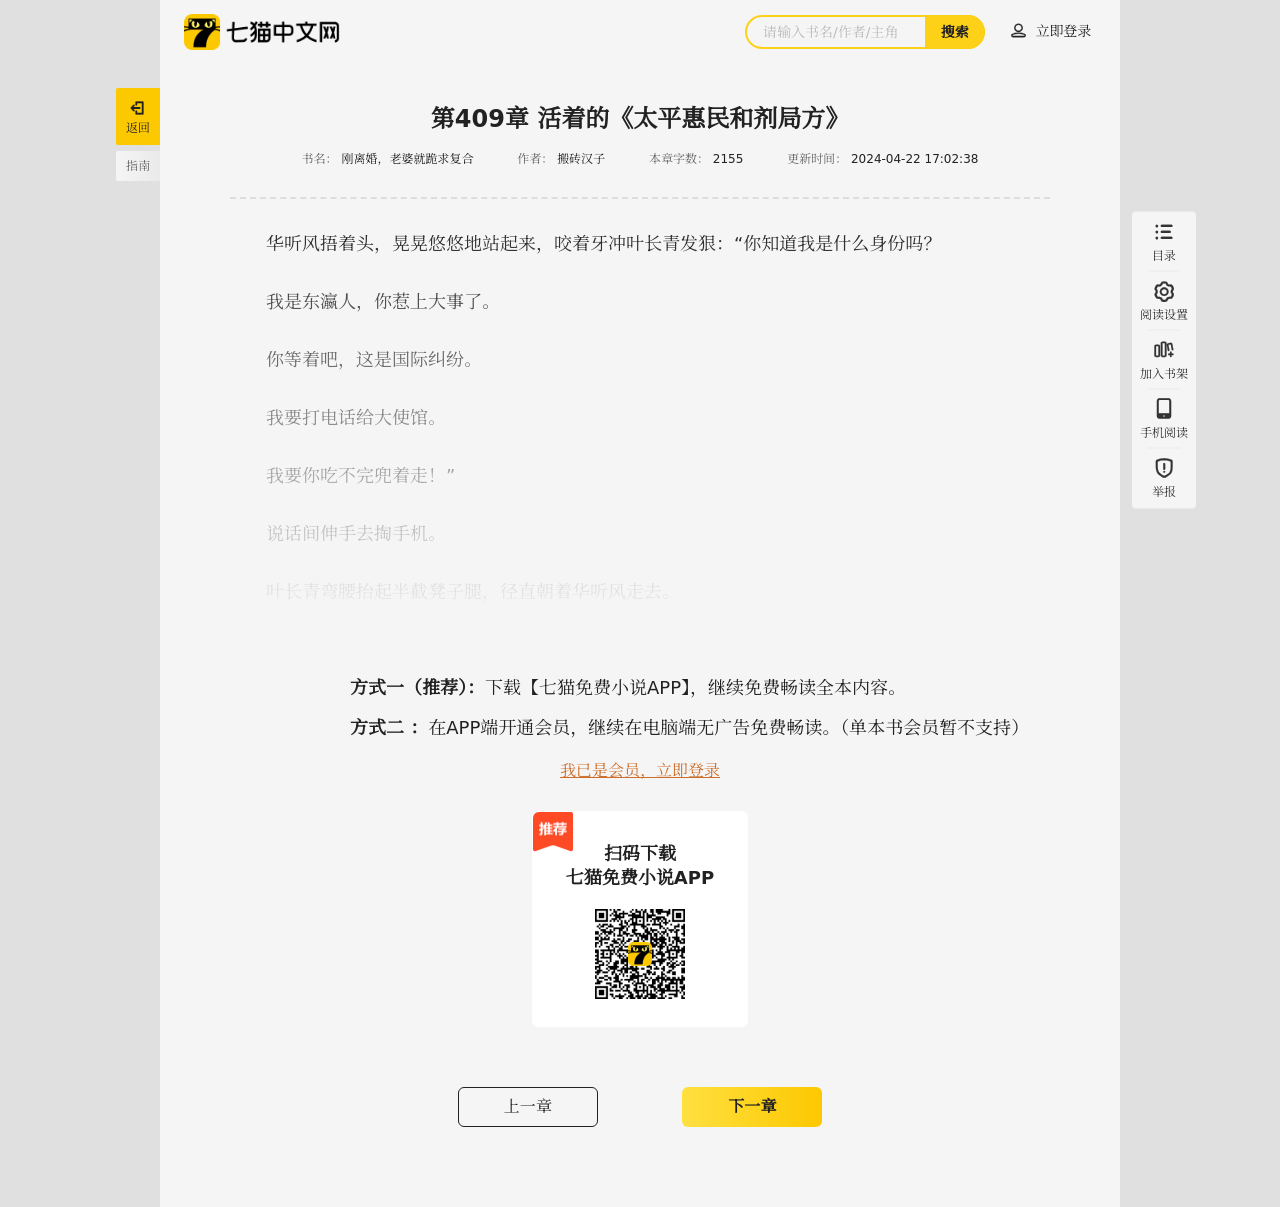 七猫中文网
请输入书名/作者/主角
搜索
立即登录
返回
指南
第409章 活着的《太平惠民和剂局方》
书名： 刚离婚，老婆就跪求复合 作者： 搬砖汉子 本章字数： 2155 更新时间： 2024-04-22 17:02:38
华听风捂着头，晃晃悠悠地站起来，咬着牙冲叶长青发狠：“你知道我是什么身份吗？
我是东瀛人，你惹上大事了。
你等着吧，这是国际纠纷。
我要打电话给大使馆。
我要你吃不完兜着走！”
说话间伸手去掏手机。
叶长青弯腰抬起半截凳子腿，径直朝着华听风走去。
目录
阅读设置
加入书架
手机阅读
举报
方式一（推荐）：下载【七猫免费小说APP】，继续免费畅读全本内容。
方式二 ：在APP端开通会员，继续在电脑端无广告免费畅读。（单本书会员暂不支持）
我已是会员，立即登录
推荐
扫码下载
七猫免费小说APP
上一章
下一章